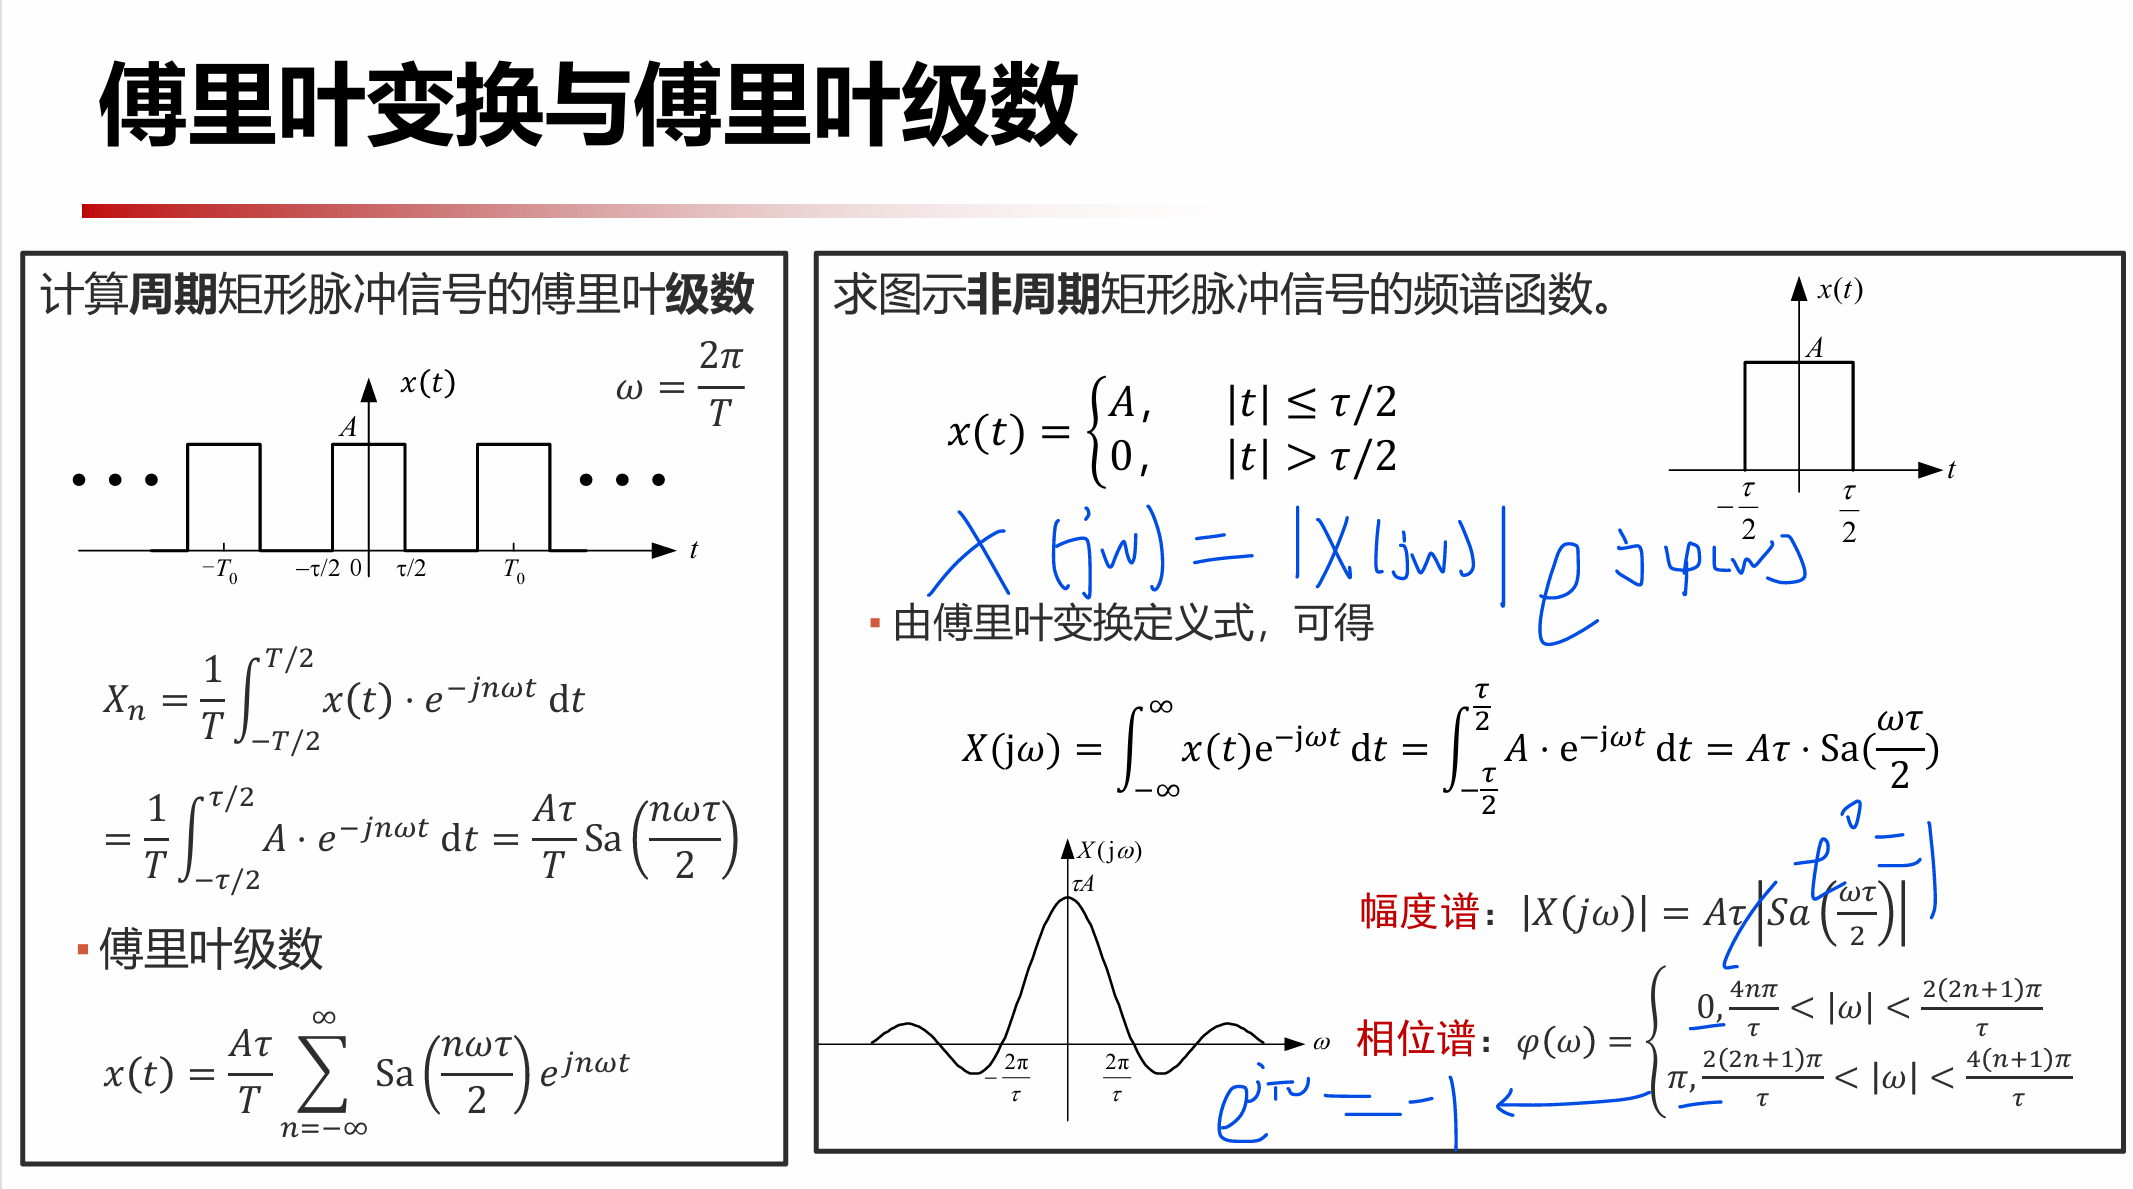 傅里叶变换与傅里叶级数
计算周期矩形脉冲信号的傅里叶级数
ω = 2π/T
x(t)
A
−T₀ −τ/2 0 τ/2 T₀ t
Xₙ = 1/T ∫_{−T/2}^{T/2} x(t) · e^{−jnωt} dt
= 1/T ∫_{−τ/2}^{τ/2} A · e^{−jnωt} dt = Aτ/T Sa(nωτ/2)
▪ 傅里叶级数
x(t) = Aτ/T ∑_{n=−∞}^{∞} Sa(nωτ/2) e^{jnωt}
求图示非周期矩形脉冲信号的频谱函数。
x(t)
A
−τ/2 τ/2 t
x(t) = { A, |t| ≤ τ/2
0, |t| > τ/2
X(jω) = |X(jω)| e^{jφ(ω)}
▪ 由傅里叶变换定义式，可得
X(jω) = ∫_{−∞}^{∞} x(t)e^{−jωt} dt = ∫_{−τ/2}^{τ/2} A · e^{−jωt} dt = Aτ · Sa(ωτ/2)
e⁰ = 1
X(jω)
τA
−2π/τ 2π/τ ω
幅度谱：|X(jω)| = Aτ |Sa(ωτ/2)|
相位谱：φ(ω) = { 0, 4nπ/τ < |ω| < 2(2n+1)π/τ
π, 2(2n+1)π/τ < |ω| < 4(n+1)π/τ
e^{jπ} = −1